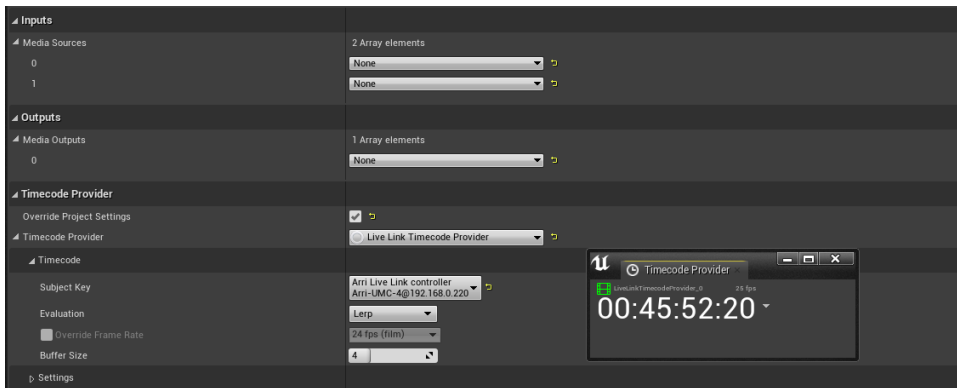 Inputs
Media Sources
2 Array elements
0
None
1
None
Outputs
Media Outputs
1 Array elements
0
None
Timecode Provider
Override Project Settings
Timecode Provider
Live Link Timecode Provider
Timecode
Subject Key
Arri Live Link controller
Arri-UMC-4@192.168.0.220
Evaluation
Lerp
Override Frame Rate
24 fps (film)
Buffer Size
4
Settings
Timecode Provider
LiveLinkTimecodeProvider_0
25 fps
00:45:52:20